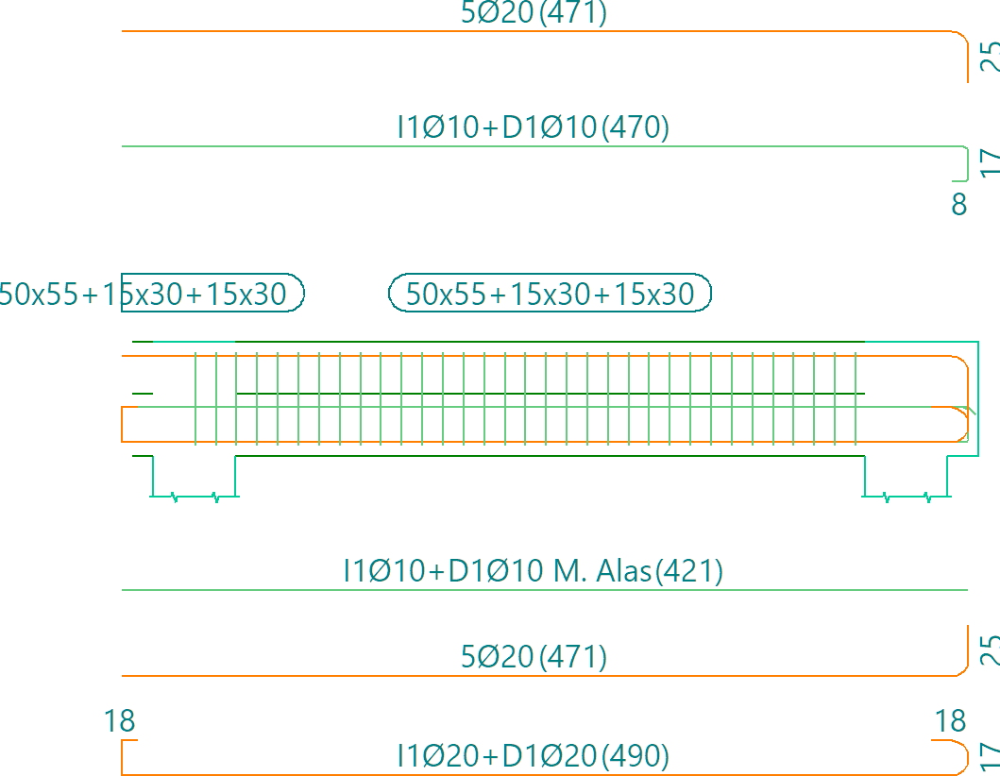 5Ø20(471)
25
I1Ø10+D1Ø10(470)
17
8
50x55+15x30+15x30
50x55+15x30+15x30
I1Ø10+D1Ø10 M. Alas(421)
5Ø20(471)
25
18
18
I1Ø20+D1Ø20(490)
17